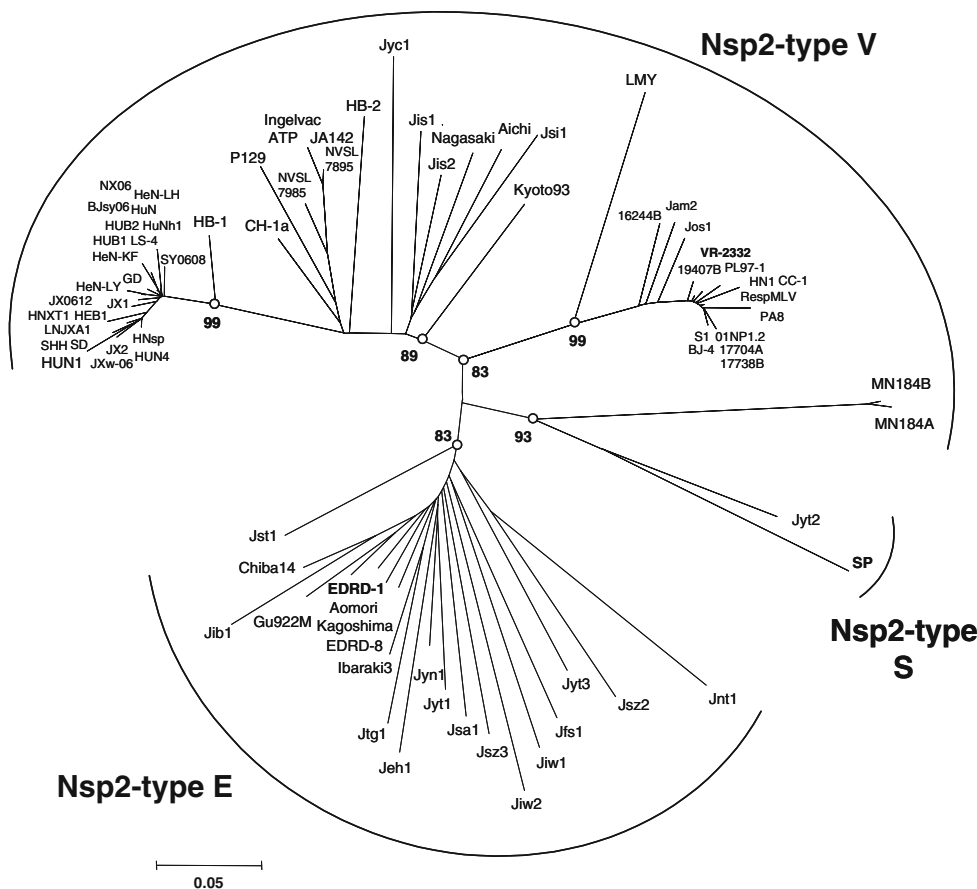 Nsp2-type V
Jyc1
LMY
HB-2
Ingelvac
ATP
JA142
NVSL
7895
P129
NVSL
7985
CH-1a
Jis1
Nagasaki
Aichi
Jsi1
Jis2
Kyoto93
NX06
HeN-LH
BJsy06 HuN
HUB2 HuNh1
HUB1 LS-4
HeN-KF
SY0608
HB-1
HeN-LY GD
JX0612 JX1
HNXT1 HEB1
LNJXA1
HNsp
SHH SD
JX2
HUN4
HUN1
JXw-06
16244B
Jam2
Jos1
VR-2332
19407B PL97-1
HN1 CC-1
RespMLV
PA8
S1 01NP1.2
BJ-4 17704A
17738B
99
89
83
99
MN184B
MN184A
93
83
Jyt2
SP
Nsp2-type
S
Jst1
Chiba14
EDRD-1
Aomori
Kagoshima
Gu922M
Jib1
EDRD-8
Ibaraki3
Jyn1
Jyt1
Jyt3
Jsz2
Jnt1
Jtg1
Jsa1
Jfs1
Jsz3
Jeh1
Jiw1
Jiw2
Nsp2-type E
0.05